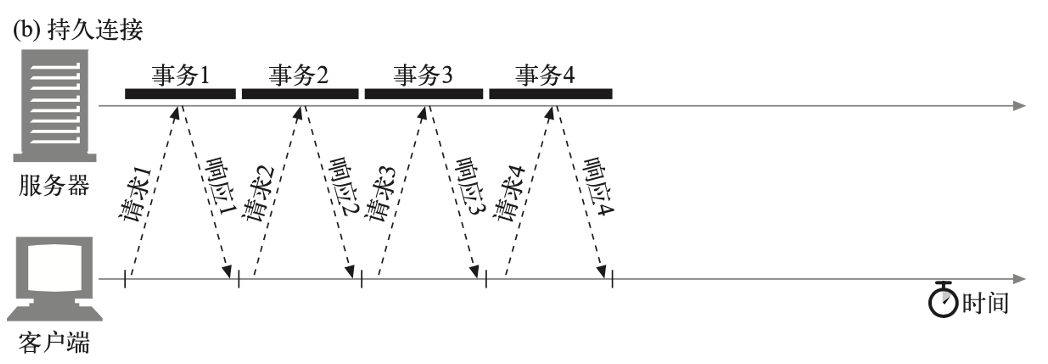 (b) 持久连接
事务1 事务2 事务3 事务4
服务器
请求1 响应1 请求2 响应2 请求3 响应3 请求4 响应4
时间
客户端